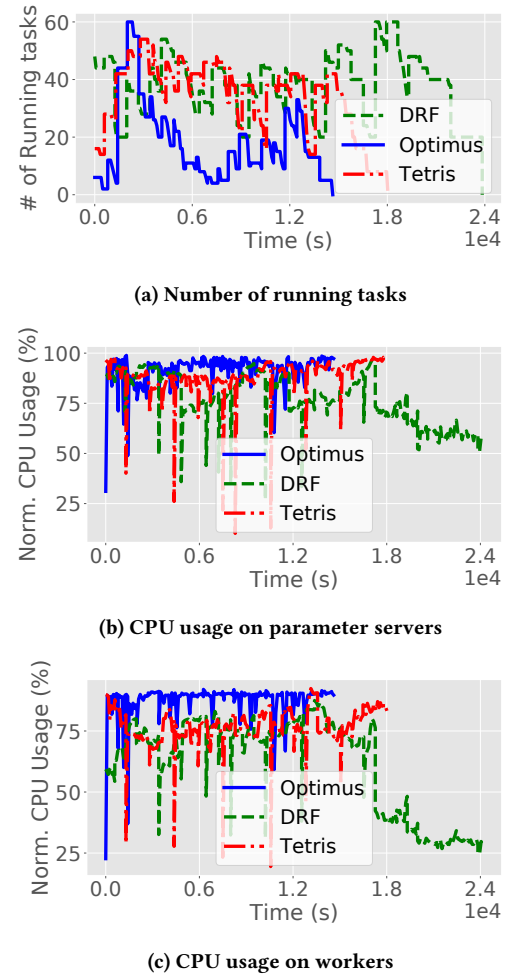 # of Running tasks
60
40
20
0
DRF
Optimus
Tetris
0.0 0.6 1.2 1.8 2.4
Time (s)
1e4
(a) Number of running tasks
Norm. CPU Usage (%)
100
75
50
25
Optimus
DRF
Tetris
0.0 0.6 1.2 1.8 2.4
Time (s)
1e4
(b) CPU usage on parameter servers
Norm. CPU Usage (%)
75
50
25
Optimus
DRF
Tetris
0.0 0.6 1.2 1.8 2.4
Time (s)
1e4
(c) CPU usage on workers